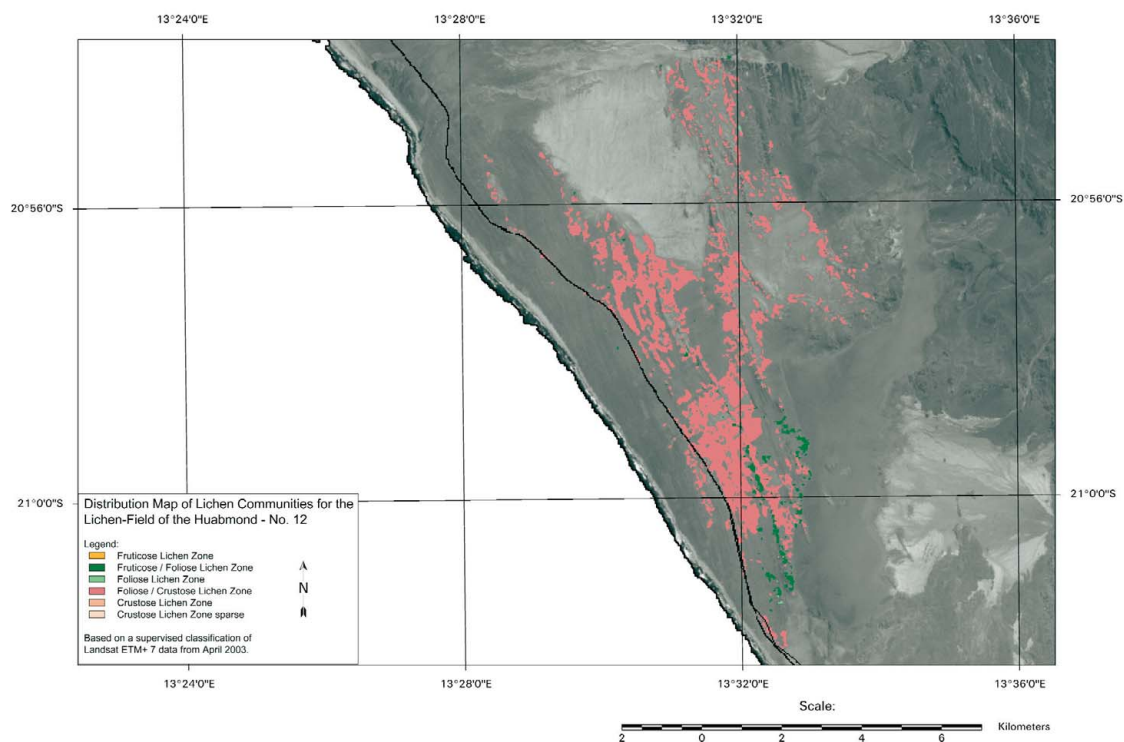 13°24'0"E 13°28'0"E 13°32'0"E 13°36'0"E
20°56'0"S 20°56'0"S
21°0'0"S 21°0'0"S
Distribution Map of Lichen Communities for the
Lichen-Field of the Huabmond - No. 12
Legend:
Fruticose Lichen Zone
Fruticose / Foliose Lichen Zone
Foliose Lichen Zone
Foliose / Crustose Lichen Zone
Crustose Lichen Zone
Crustose Lichen Zone sparse
N
Based on a supervised classification of
Landsat ETM+ 7 data from April 2003.
13°24'0"E 13°28'0"E 13°32'0"E 13°36'0"E
Scale:
Kilometers
2 0 2 4 6